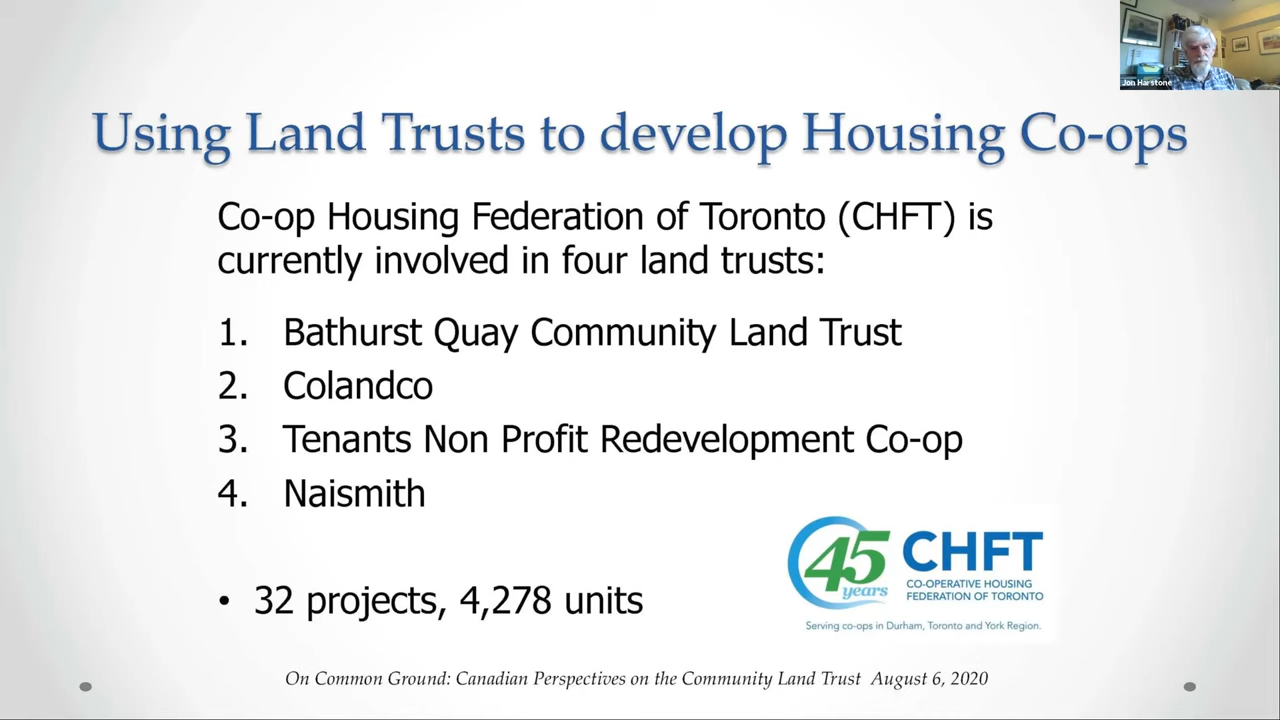 Jon Harstone
Using Land Trusts to develop Housing Co-ops
Co-op Housing Federation of Toronto (CHFT) is
currently involved in four land trusts:
1. Bathurst Quay Community Land Trust
2. Colandco
3. Tenants Non Profit Redevelopment Co-op
4. Naismith
• 32 projects, 4,278 units
45 years
CHFT
CO-OPERATIVE HOUSING
FEDERATION OF TORONTO
Serving co-ops in Durham, Toronto and York Region.
On Common Ground: Canadian Perspectives on the Community Land Trust August 6, 2020